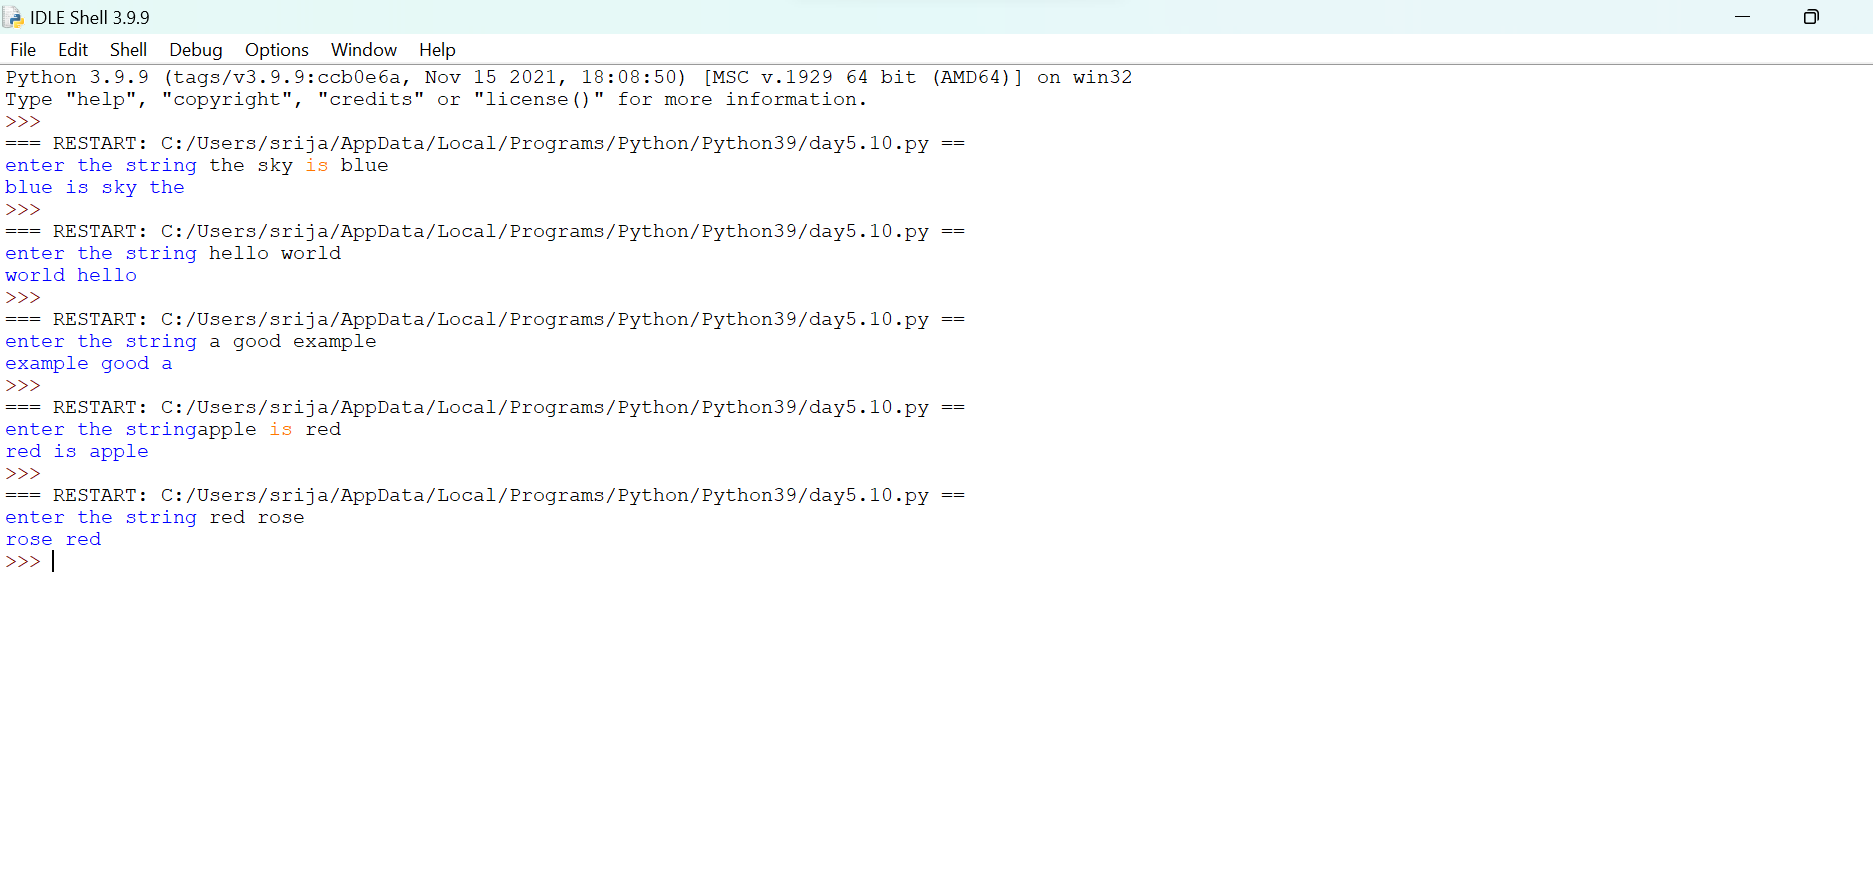 IDLE Shell 3.9.9
File Edit Shell Debug Options Window Help
Python 3.9.9 (tags/v3.9.9:ccb0e6a, Nov 15 2021, 18:08:50) [MSC v.1929 64 bit (AMD64)] on win32
Type "help", "copyright", "credits" or "license()" for more information.
>>>
=== RESTART: C:/Users/srija/AppData/Local/Programs/Python/Python39/day5.10.py ==
enter the string the sky is blue
blue is sky the
>>>
=== RESTART: C:/Users/srija/AppData/Local/Programs/Python/Python39/day5.10.py ==
enter the string hello world
world hello
>>>
=== RESTART: C:/Users/srija/AppData/Local/Programs/Python/Python39/day5.10.py ==
enter the string a good example
example good a
>>>
=== RESTART: C:/Users/srija/AppData/Local/Programs/Python/Python39/day5.10.py ==
enter the stringapple is red
red is apple
>>>
=== RESTART: C:/Users/srija/AppData/Local/Programs/Python/Python39/day5.10.py ==
enter the string red rose
rose red
>>>